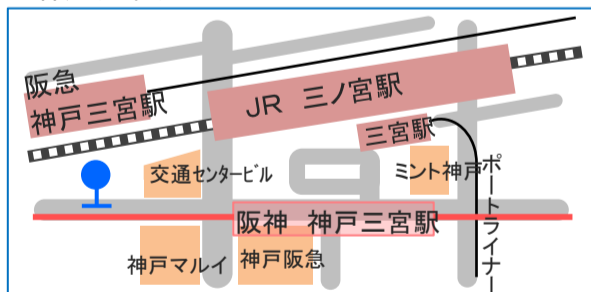 阪急
神戸三宮駅
JR 三ノ宮駅
三宮駅
交通センタービル
ミント神戸
ポートライナー
阪神 神戸三宮駅
神戸マルイ
神戸阪急